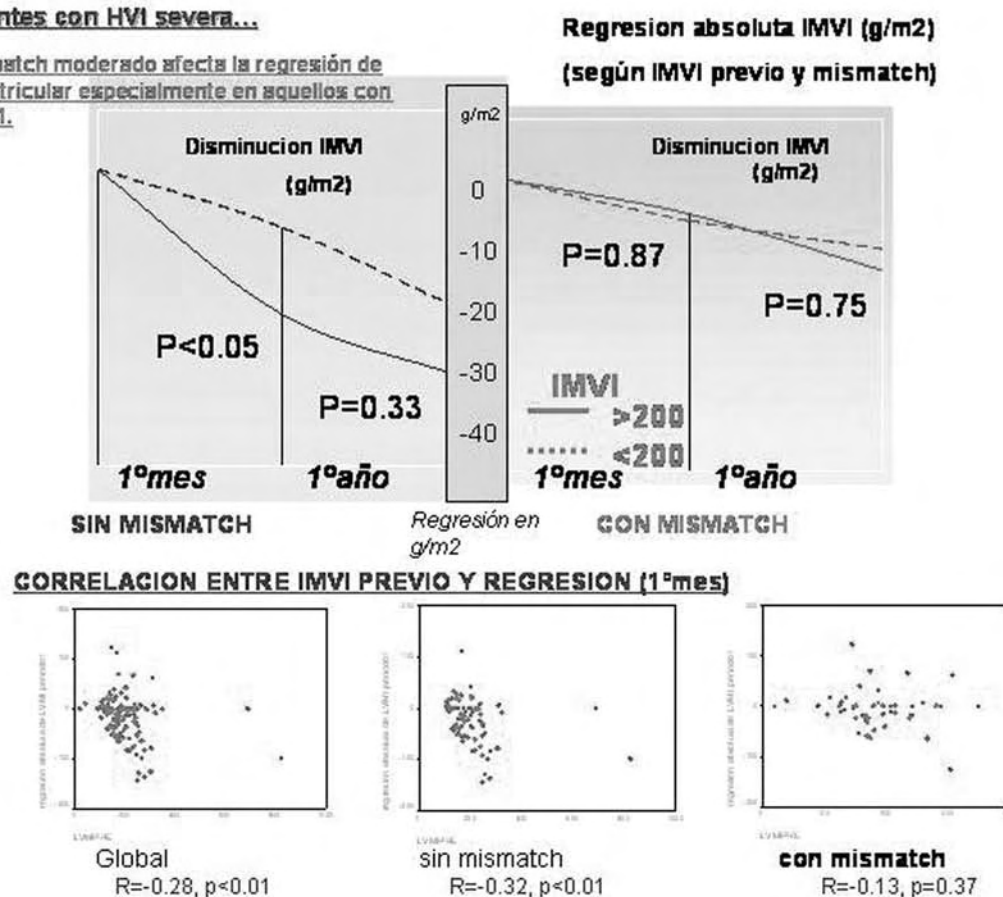 ntes con HVI severa...
Regresion absoluta IMVI (g/m2)
(según IMVI previo y mismatch)
atch moderado afecta la regresión de
tricular especialmente en aquellos con
g/m2
0
-10
-20
-30
-40
Disminucion IMVI
(g/m2)
P<0.05
P=0.33
1ºmes
1ºaño
SIN MISMATCH
Regresión en
g/m2
Disminucion IMVI
(g/m2)
P=0.87
P=0.75
IMVI
>200
<200
1ºmes
1ºaño
CON MISMATCH
CORRELACION ENTRE IMVI PREVIO Y REGRESION (1ºmes)
Global
R=-0.28, p<0.01
sin mismatch
R=-0.32, p<0.01
con mismatch
R=-0.13, p=0.37